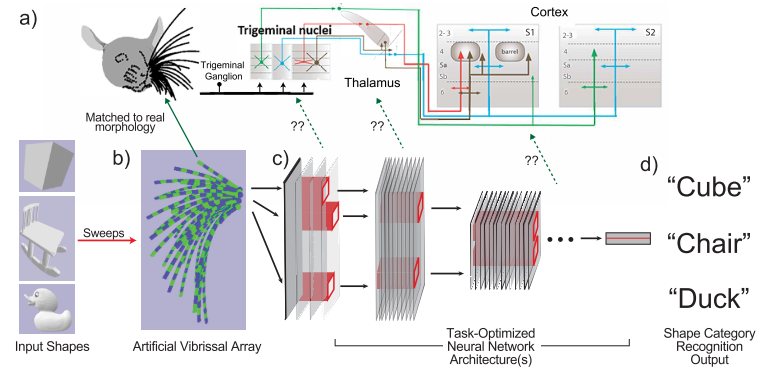 a)
Cortex
Trigeminal nuclei
Trigeminal
Ganglion
Thalamus
2-3
4
5a
5b
6
S1
barrel
2-3
4
5a
5b
6
S2
Matched to real
morphology
??
??
??
b)
c)
d)
Sweeps
“Cube”
“Chair”
“Duck”
Input Shapes
Artificial Vibrissal Array
Task-Optimized
Neural Network
Architecture(s)
Shape Category
Recognition
Output